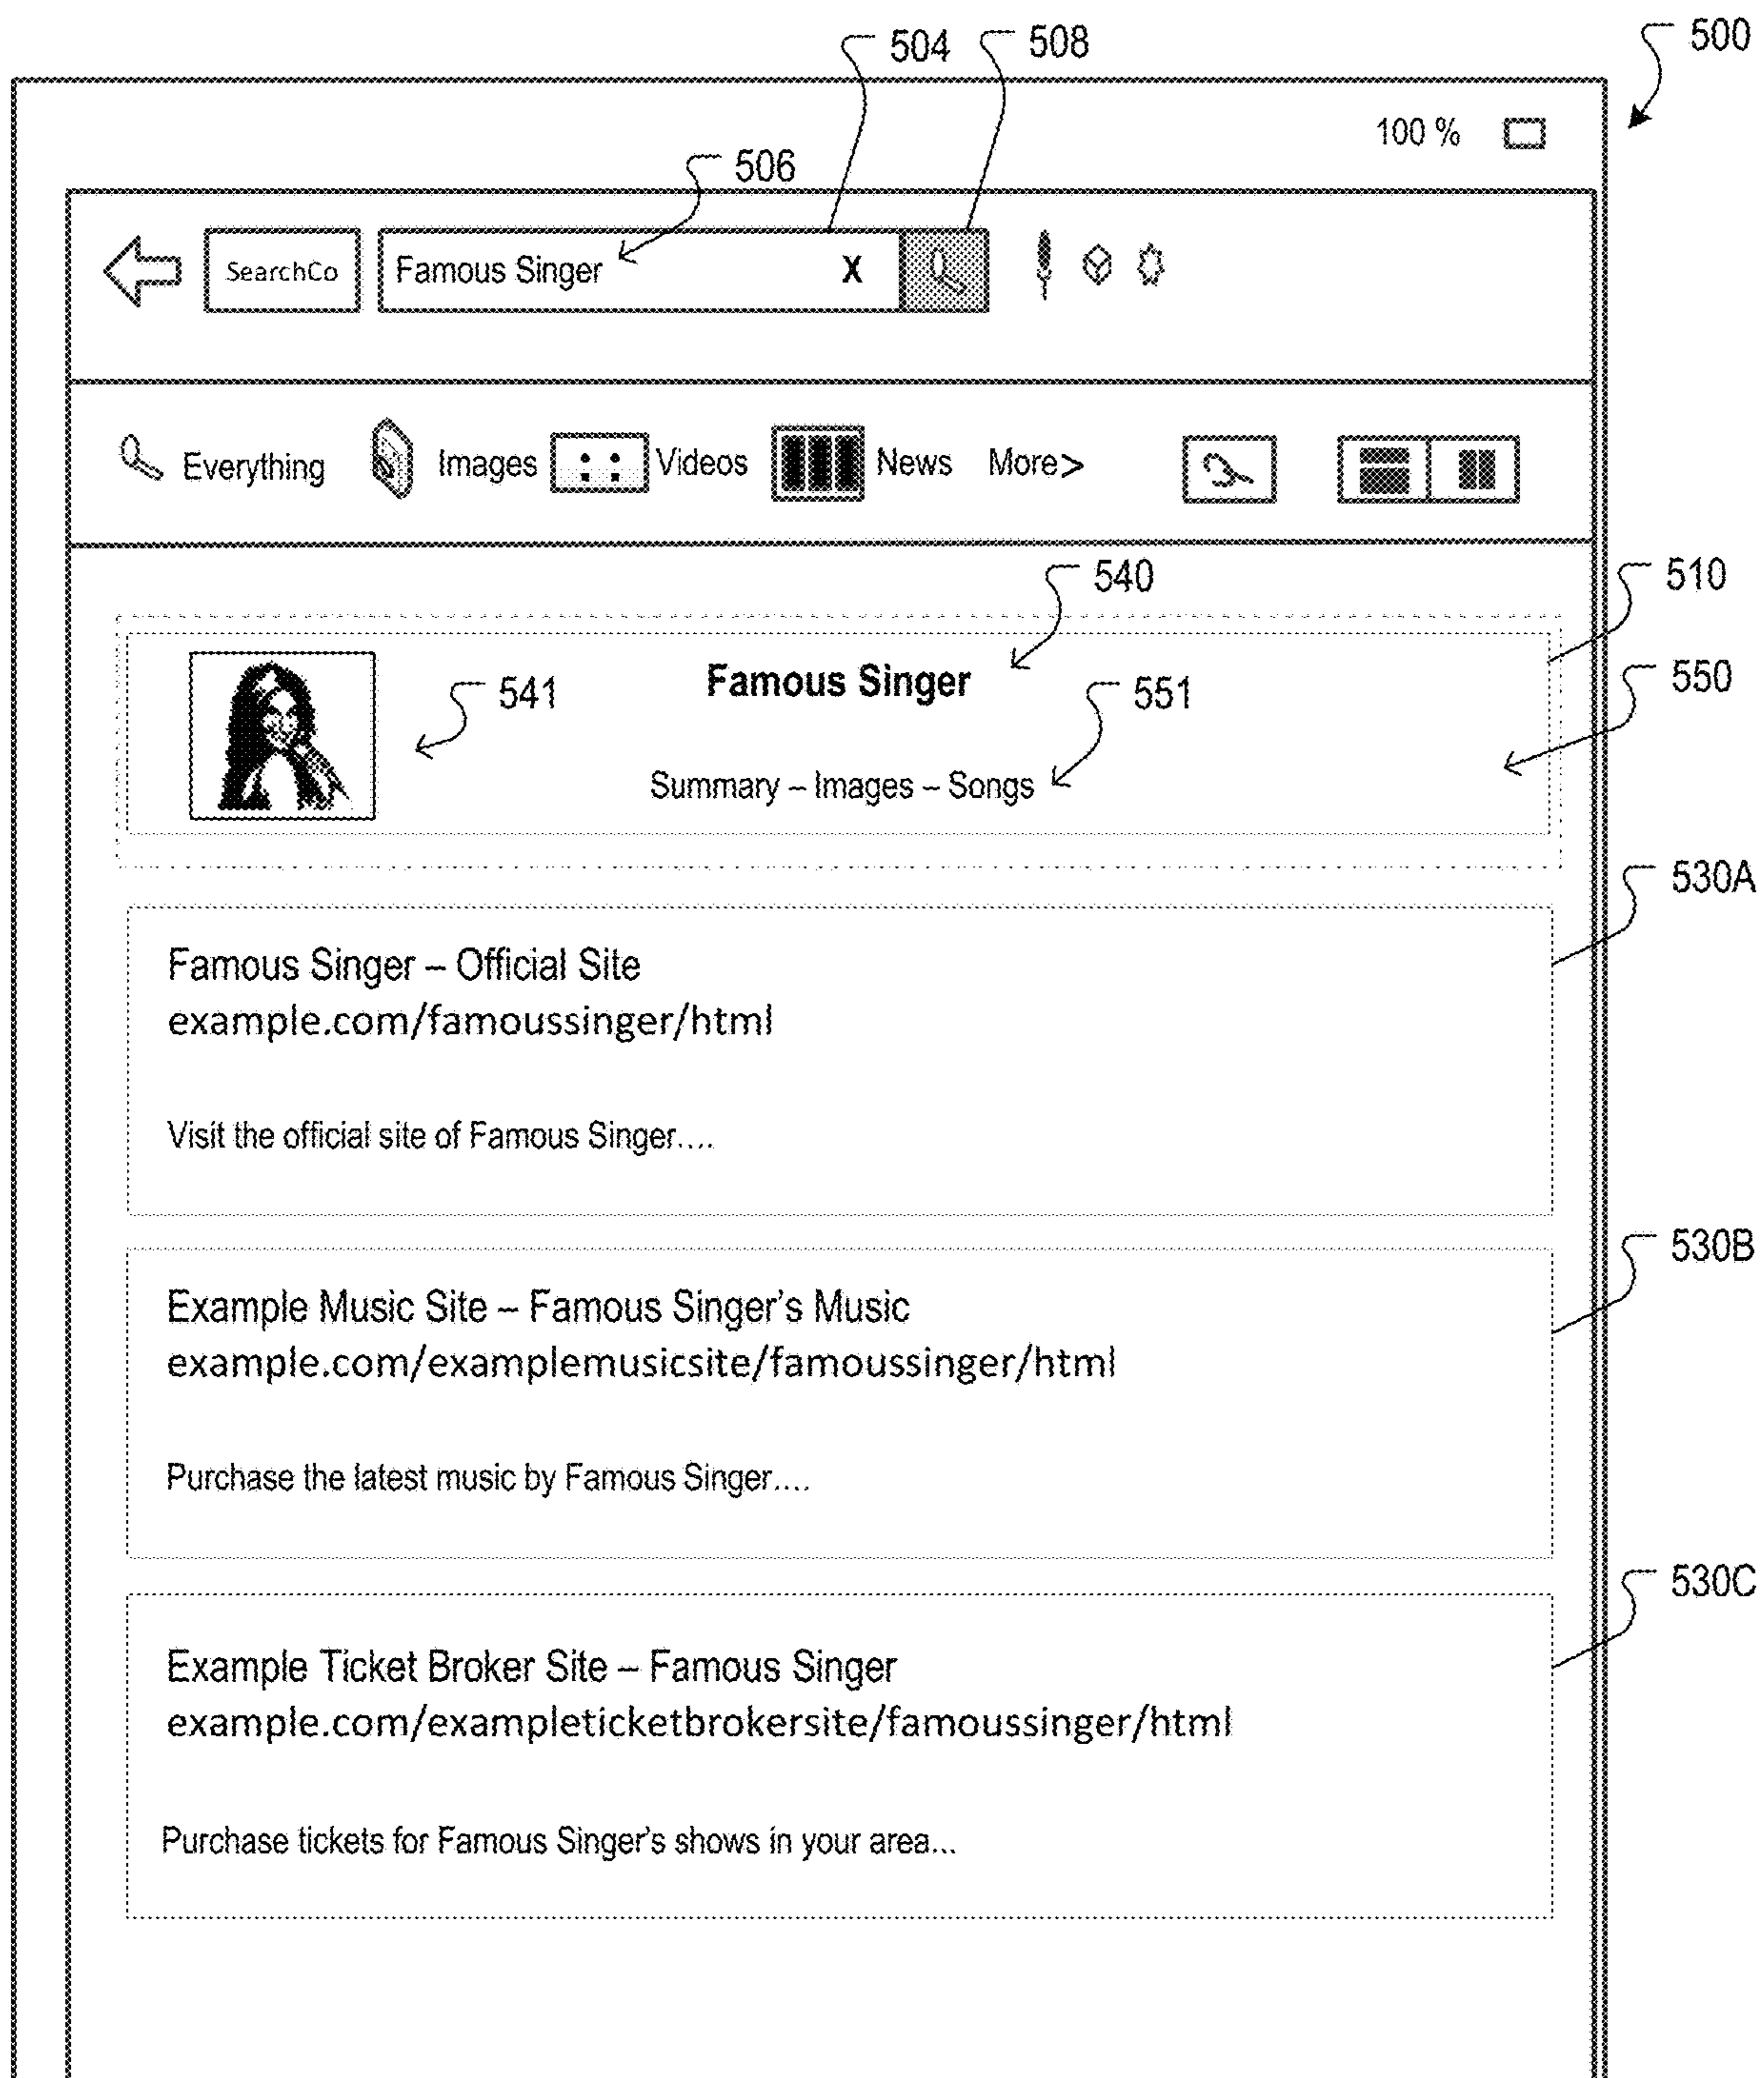 504 508 500
100 %
506
SearchCo Famous Singer X
Everything Images Videos News More>
540 510
Famous Singer
541 551 550
Summary – Images – Songs
530A
Famous Singer – Official Site
example.com/famoussinger/html
Visit the official site of Famous Singer....
530B
Example Music Site – Famous Singer's Music
example.com/examplemusicsite/famoussinger/html
Purchase the latest music by Famous Singer....
530C
Example Ticket Broker Site – Famous Singer
example.com/exampleticketbrokersite/famoussinger/html
Purchase tickets for Famous Singer's shows in your area...